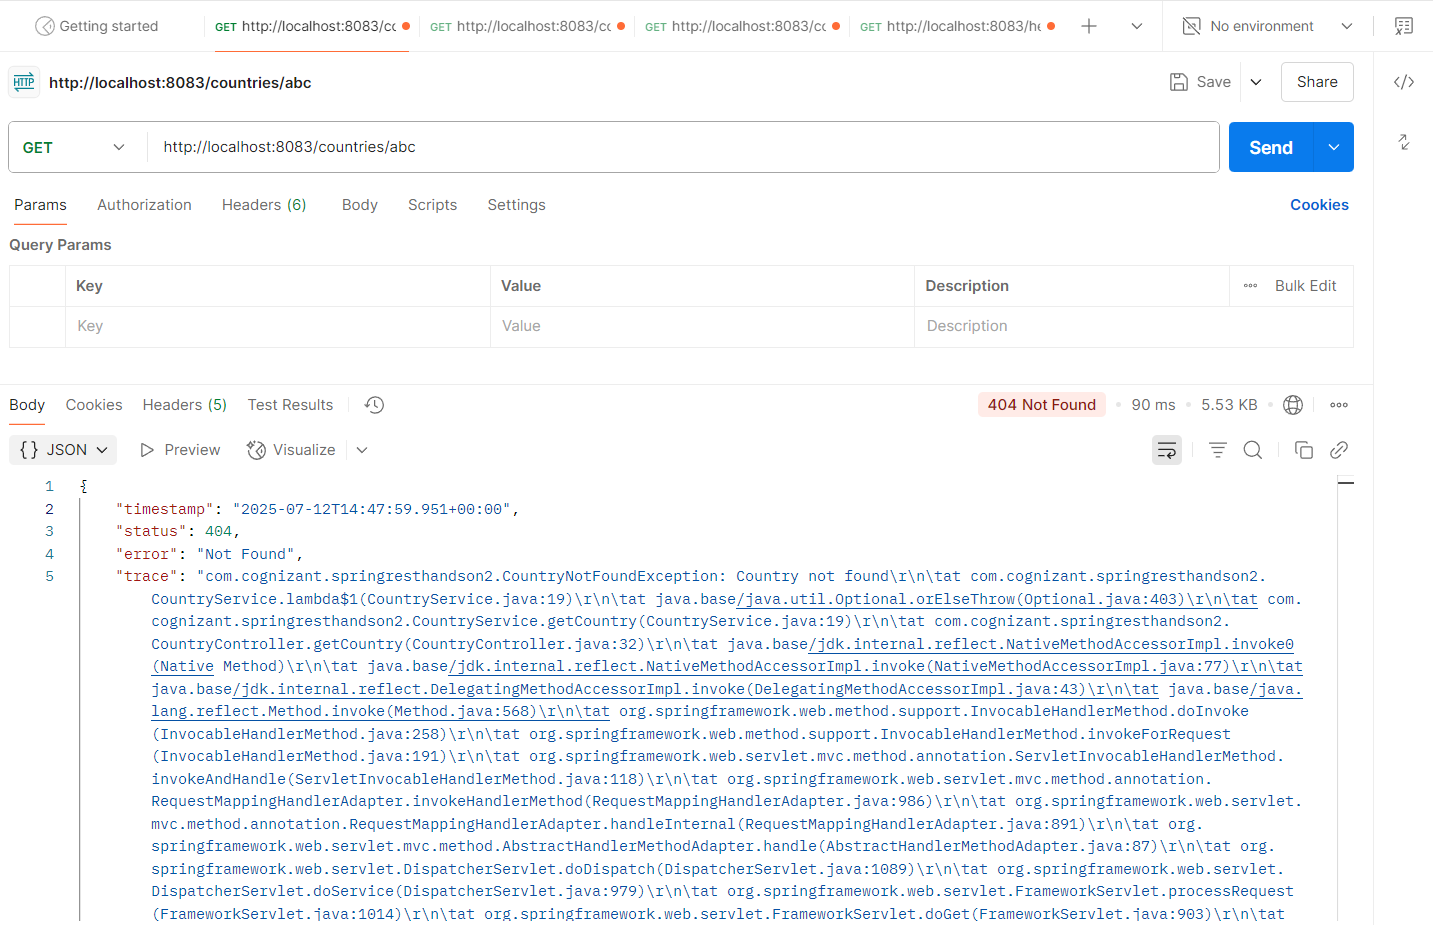 Getting started GET http://localhost:8083/cc GET http://localhost:8083/cc GET http://localhost:8083/cc GET http://localhost:8083/he No environment
HTTP http://localhost:8083/countries/abc Save Share
GET http://localhost:8083/countries/abc Send
Params Authorization Headers (6) Body Scripts Settings Cookies
Query Params
Key Value Description Bulk Edit
Key Value Description
Body Cookies Headers (5) Test Results 404 Not Found 90 ms 5.53 KB
{} JSON Preview Visualize
1 {
2 "timestamp": "2025-07-12T14:47:59.951+00:00",
3 "status": 404,
4 "error": "Not Found",
5 "trace": "com.cognizant.springresthandson2.CountryNotFoundException: Country not found\r\n\tat com.cognizant.springresthandson2.
CountryService.lambda$1(CountryService.java:19)\r\n\tat java.base/java.util.Optional.orElseThrow(Optional.java:403)\r\n\tat com.
cognizant.springresthandson2.CountryService.getCountry(CountryService.java:19)\r\n\tat com.cognizant.springresthandson2.
CountryController.getCountry(CountryController.java:32)\r\n\tat java.base/jdk.internal.reflect.NativeMethodAccessorImpl.invoke0
(Native Method)\r\n\tat java.base/jdk.internal.reflect.NativeMethodAccessorImpl.invoke(NativeMethodAccessorImpl.java:77)\r\n\tat
java.base/jdk.internal.reflect.DelegatingMethodAccessorImpl.invoke(DelegatingMethodAccessorImpl.java:43)\r\n\tat java.base/java.
lang.reflect.Method.invoke(Method.java:568)\r\n\tat org.springframework.web.method.support.InvocableHandlerMethod.doInvoke
(InvocableHandlerMethod.java:258)\r\n\tat org.springframework.web.method.support.InvocableHandlerMethod.invokeForRequest
(InvocableHandlerMethod.java:191)\r\n\tat org.springframework.web.servlet.mvc.method.annotation.ServletInvocableHandlerMethod.
invokeAndHandle(ServletInvocableHandlerMethod.java:118)\r\n\tat org.springframework.web.servlet.mvc.method.annotation.
RequestMappingHandlerAdapter.invokeHandlerMethod(RequestMappingHandlerAdapter.java:986)\r\n\tat org.springframework.web.servlet.
mvc.method.annotation.RequestMappingHandlerAdapter.handleInternal(RequestMappingHandlerAdapter.java:891)\r\n\tat org.
springframework.web.servlet.mvc.method.AbstractHandlerMethodAdapter.handle(AbstractHandlerMethodAdapter.java:87)\r\n\tat org.
springframework.web.servlet.DispatcherServlet.doDispatch(DispatcherServlet.java:1089)\r\n\tat org.springframework.web.servlet.
DispatcherServlet.doService(DispatcherServlet.java:979)\r\n\tat org.springframework.web.servlet.FrameworkServlet.processRequest
(FrameworkServlet.java:1014)\r\n\tat org.springframework.web.servlet.FrameworkServlet.doGet(FrameworkServlet.java:903)\r\n\tat